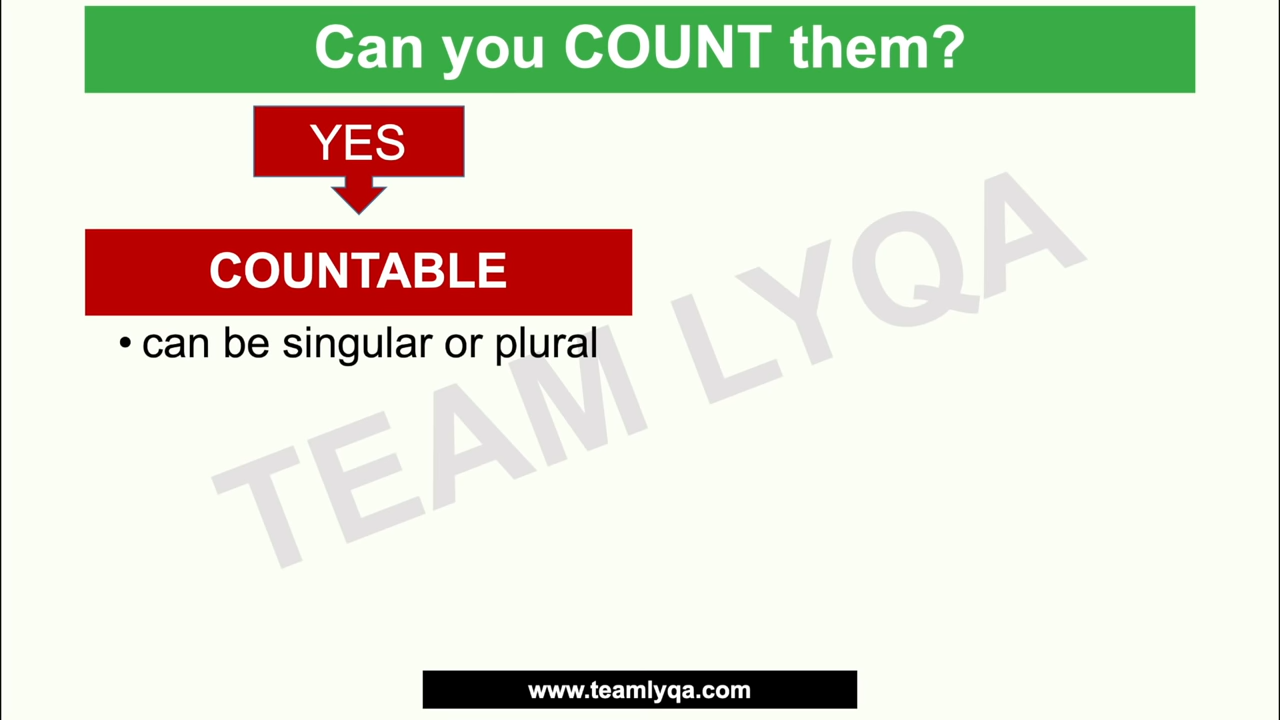 Can you COUNT them?
YES
COUNTABLE
• can be singular or plural
TEAM LYQA
www.teamlyqa.com